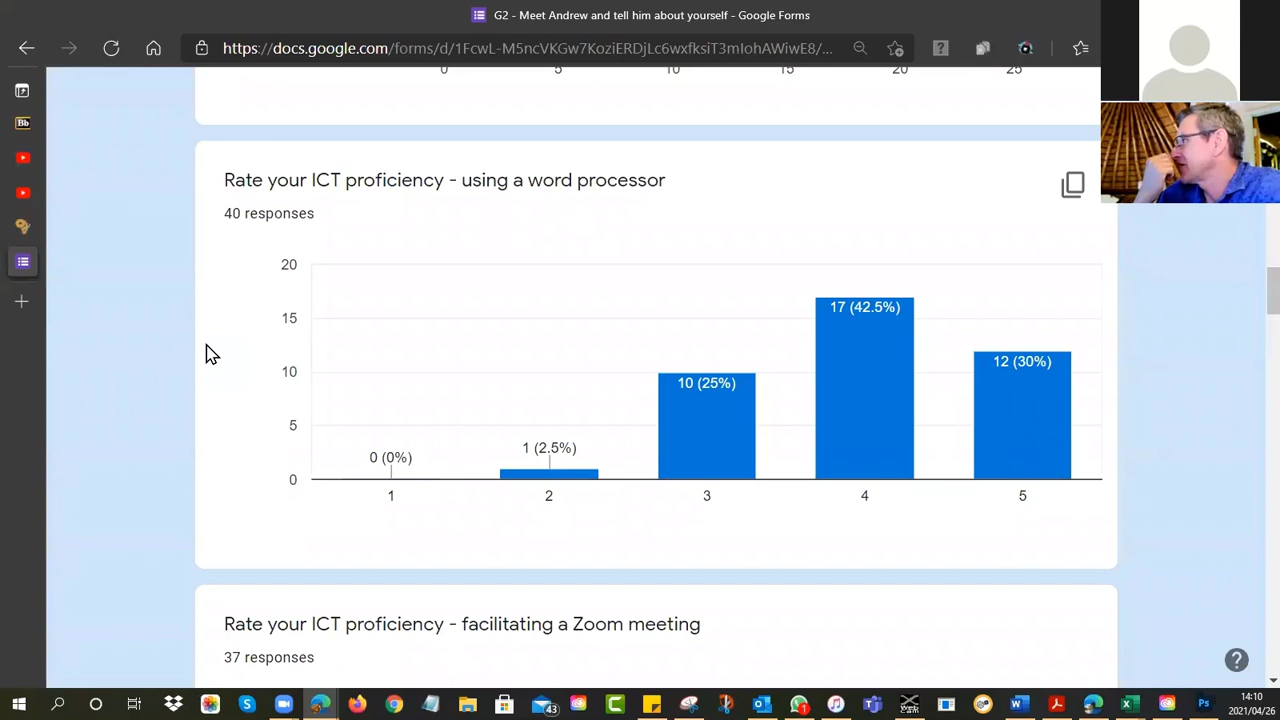 G2 - Meet Andrew and tell him about yourself - Google Forms
https://docs.google.com/forms/d/1FcwL-M5ncVKGw7KoziERDjLc6wxfksiT3mIohAWiwE8/...
0 5 10 15 20 25
Rate your ICT proficiency - using a word processor
40 responses
20
15
10
5
0
0 (0%)
1 (2.5%)
10 (25%)
17 (42.5%)
12 (30%)
1 2 3 4 5
Rate your ICT proficiency - facilitating a Zoom meeting
37 responses
Bb
43
1
14:10
2021/04/26